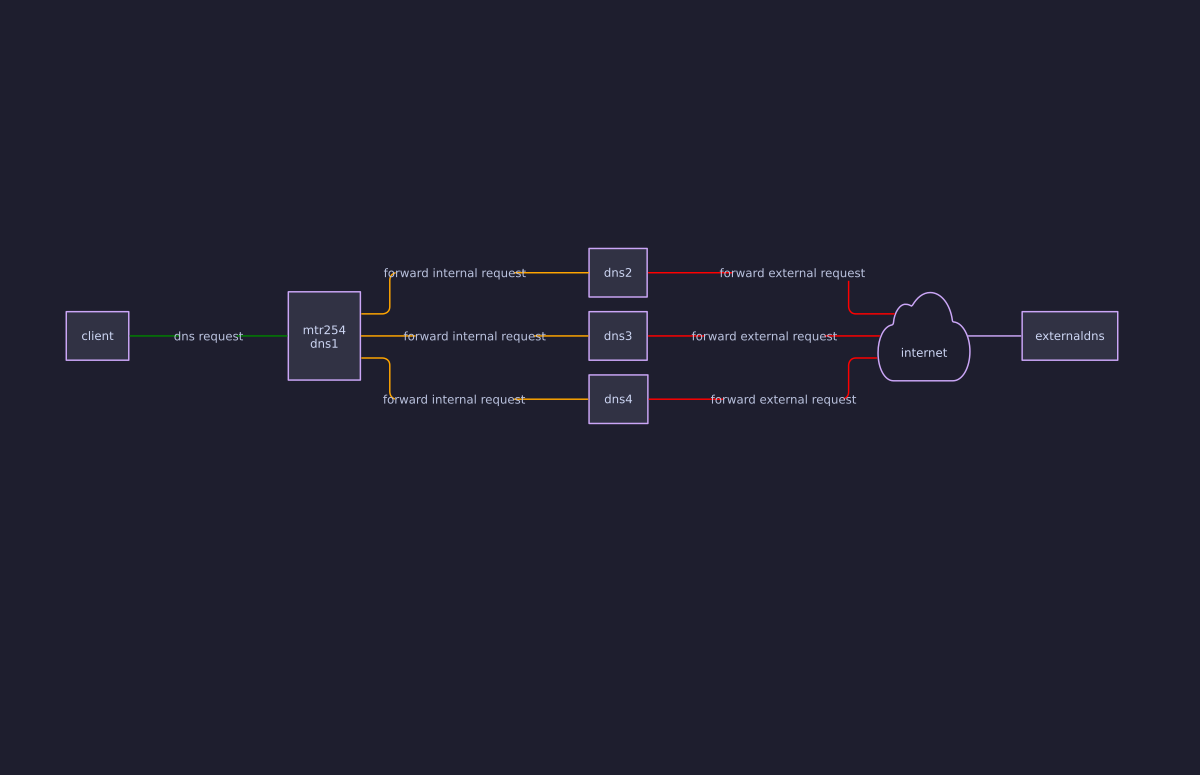 client
dns request
mtr254
dns1
forward internal request
forward internal request
forward internal request
dns2
dns3
dns4
forward external request
forward external request
forward external request
internet
externaldns